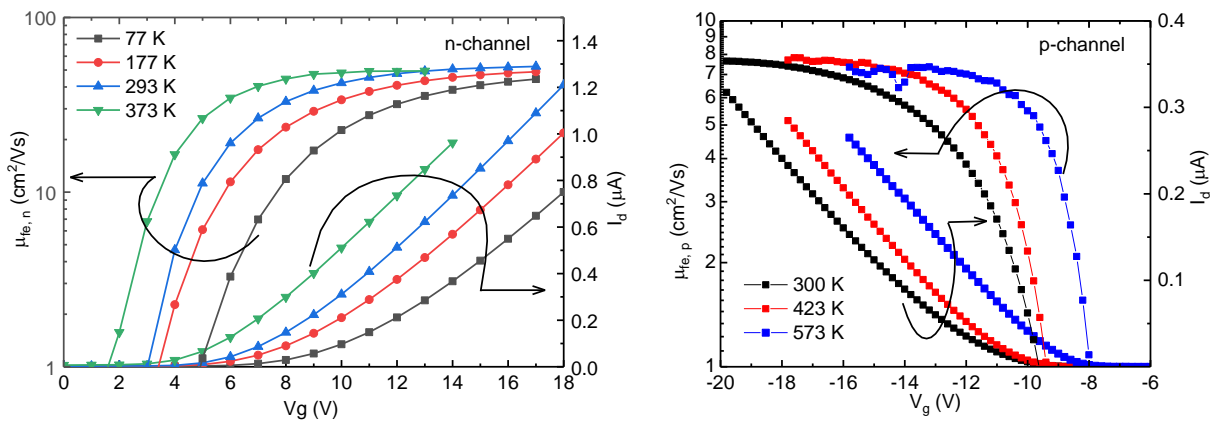 100
10
1
μfe, n (cm2/Vs)
77 K
177 K
293 K
373 K
n-channel
1.4
1.2
1.0
0.8
0.6
0.4
0.2
0.0
Id (μA)
0 2 4 6 8 10 12 14 16 18
Vg (V)
9
8
7
6
5
4
3
2
1
μfe, p (cm2/Vs)
p-channel
300 K
423 K
573 K
0.4
0.3
0.2
0.1
Id (μA)
-20 -18 -16 -14 -12 -10 -8 -6
Vg (V)